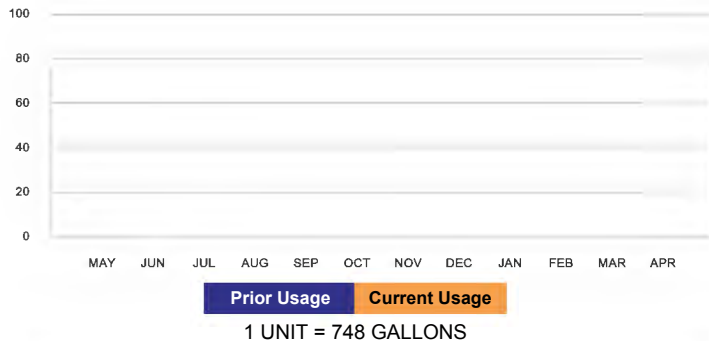 100
80
60
40
20
0
MAY JUN JUL AUG SEP OCT NOV DEC JAN FEB MAR APR
Prior Usage Current Usage
1 UNIT = 748 GALLONS